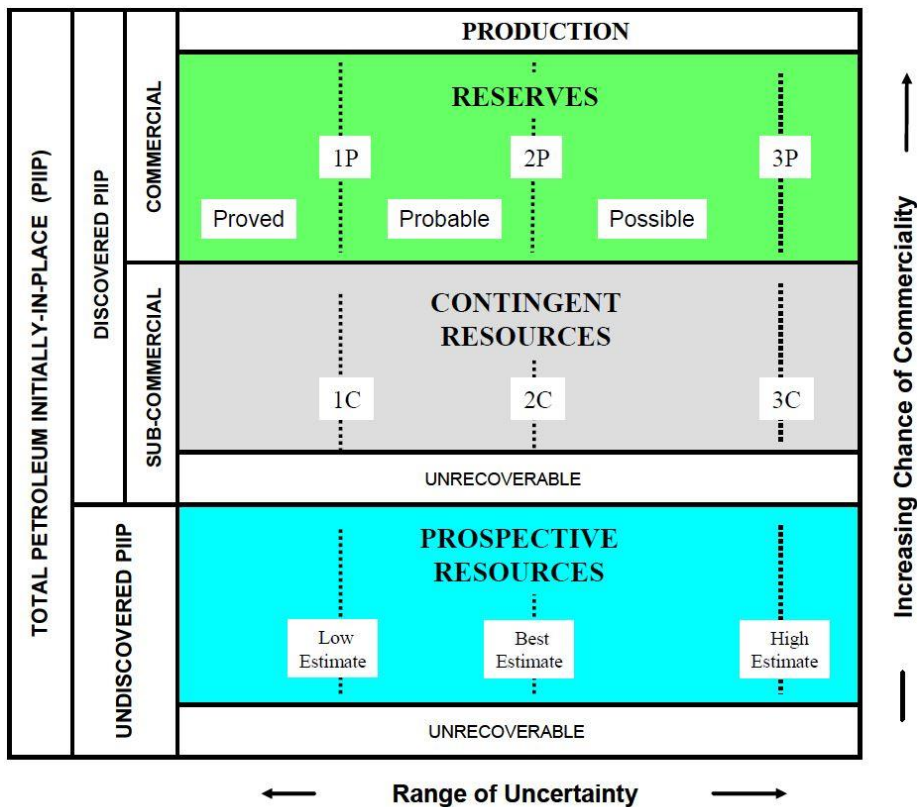 TOTAL PETROLEUM INITIALLY-IN-PLACE (PIIP)
DISCOVERED PIIP
UNDISCOVERED PIIP
COMMERCIAL
SUB-COMMERCIAL
PRODUCTION
RESERVES
1P
2P
3P
Proved
Probable
Possible
CONTINGENT
RESOURCES
1C
2C
3C
UNRECOVERABLE
PROSPECTIVE
RESOURCES
Low
Estimate
Best
Estimate
High
Estimate
UNRECOVERABLE
Increasing Chance of Commerciality
Range of Uncertainty